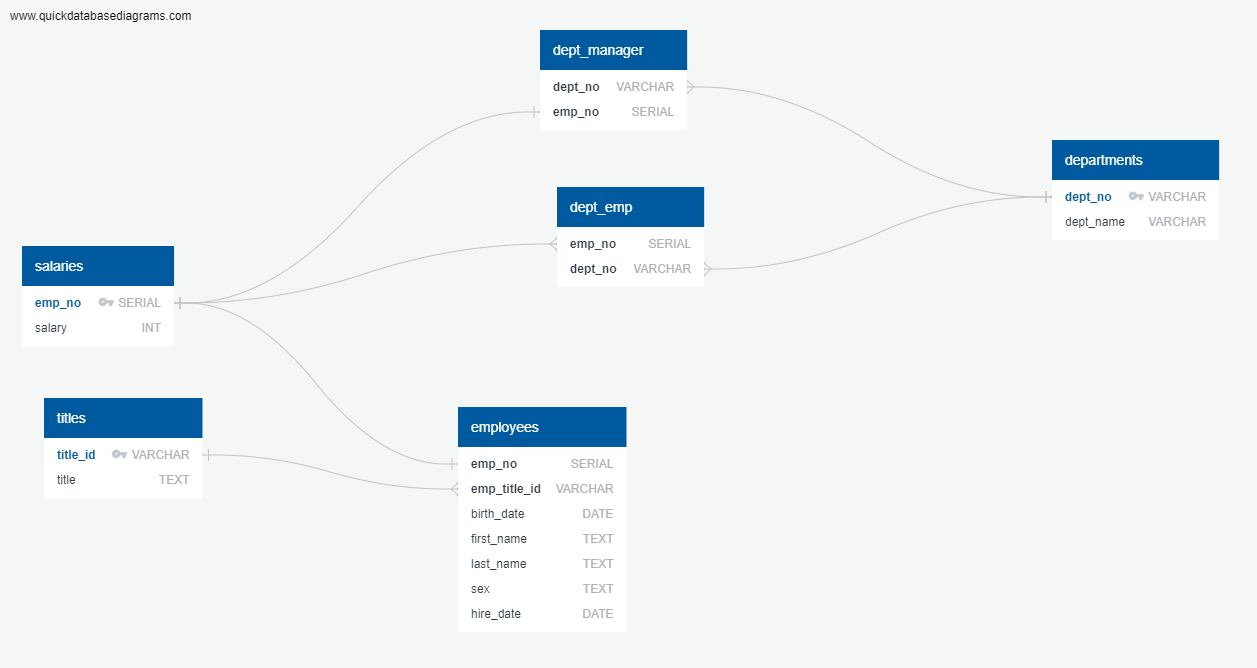 www.quickdatabasediagrams.com
dept_manager
dept_no VARCHAR
emp_no SERIAL
departments
dept_no VARCHAR
dept_name VARCHAR
dept_emp
emp_no SERIAL
dept_no VARCHAR
salaries
emp_no SERIAL
salary INT
titles
title_id VARCHAR
title TEXT
employees
emp_no SERIAL
emp_title_id VARCHAR
birth_date DATE
first_name TEXT
last_name TEXT
sex TEXT
hire_date DATE